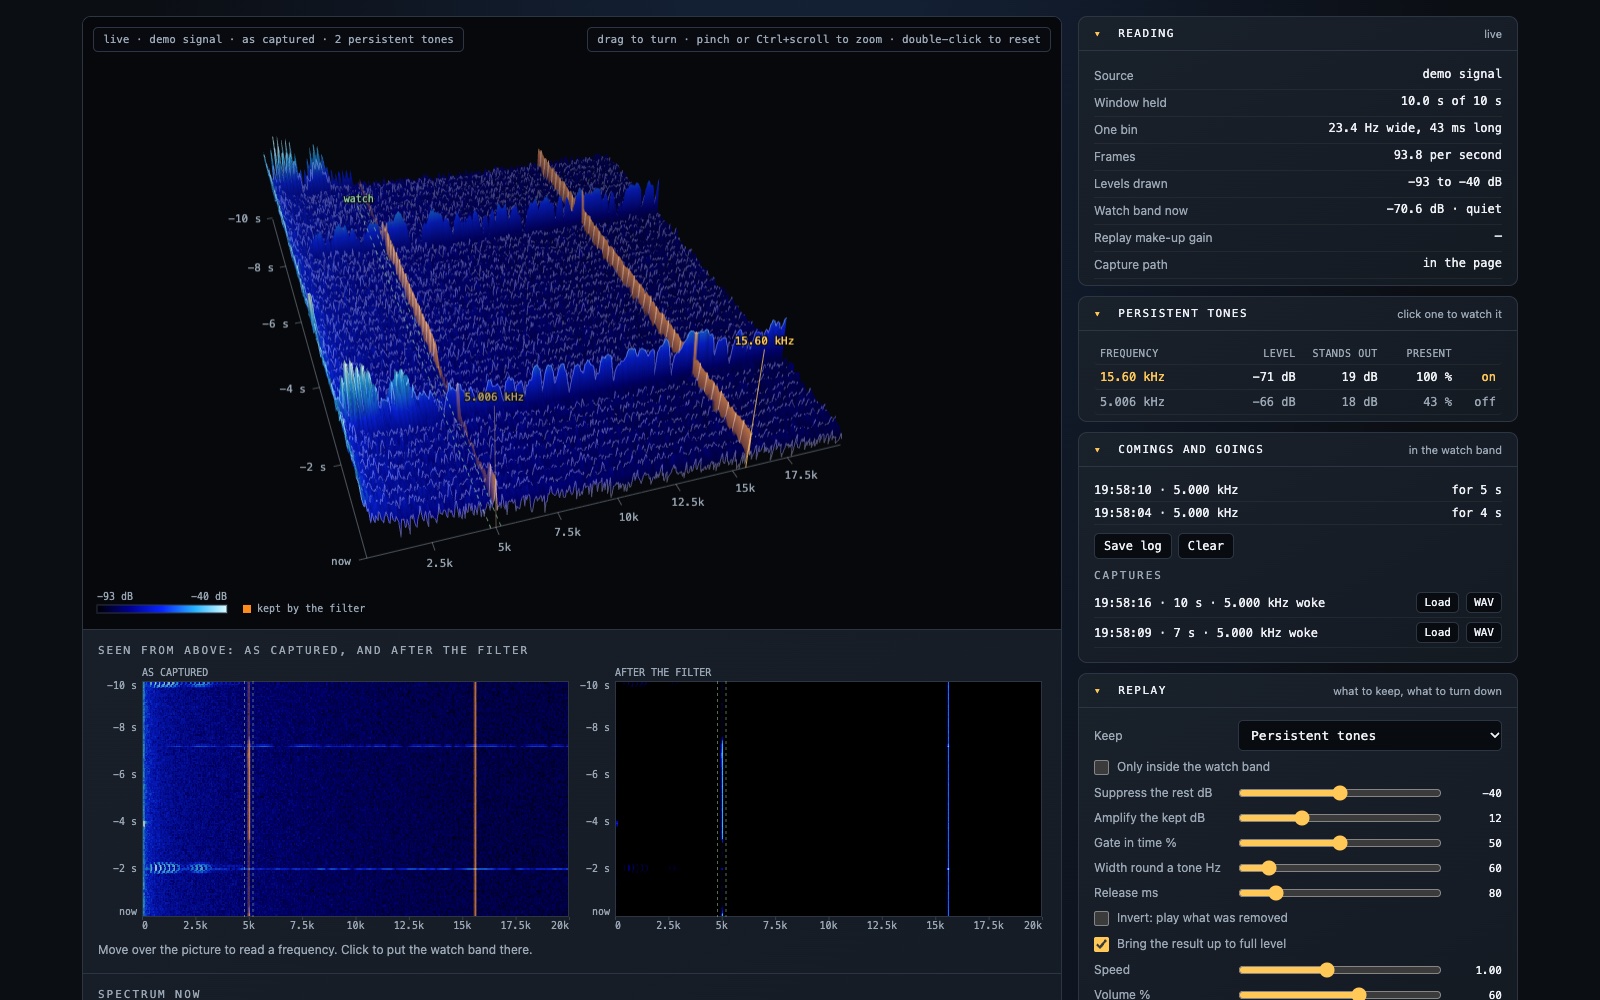 live · demo signal · as captured · 2 persistent tones
drag to turn · pinch or Ctrl+scroll to zoom · double-click to reset
watch
−10 s
−8 s
−6 s
−4 s
−2 s
now
15.60 kHz
5.006 kHz
2.5k
5k
7.5k
10k
12.5k
15k
17.5k
−93 dB −40 dB
kept by the filter
SEEN FROM ABOVE: AS CAPTURED, AND AFTER THE FILTER
AS CAPTURED
−10 s
−8 s
−6 s
−4 s
−2 s
now
0 2.5k 5k 7.5k 10k 12.5k 15k 17.5k 20k
AFTER THE FILTER
−10 s
−8 s
−6 s
−4 s
−2 s
now
0 2.5k 5k 7.5k 10k 12.5k 15k 17.5k 20k
Move over the picture to read a frequency. Click to put the watch band there.
SPECTRUM NOW
READING live
Source demo signal
Window held 10.0 s of 10 s
One bin 23.4 Hz wide, 43 ms long
Frames 93.8 per second
Levels drawn −93 to −40 dB
Watch band now −70.6 dB · quiet
Replay make-up gain –
Capture path in the page
PERSISTENT TONES click one to watch it
FREQUENCY LEVEL STANDS OUT PRESENT
15.60 kHz −71 dB 19 dB 100 % on
5.006 kHz −66 dB 18 dB 43 % off
COMINGS AND GOINGS in the watch band
19:58:10 · 5.000 kHz for 5 s
19:58:04 · 5.000 kHz for 4 s
Save log Clear
CAPTURES
19:58:16 · 10 s · 5.000 kHz woke Load WAV
19:58:09 · 7 s · 5.000 kHz woke Load WAV
REPLAY what to keep, what to turn down
Keep Persistent tones
Only inside the watch band
Suppress the rest dB −40
Amplify the kept dB 12
Gate in time % 50
Width round a tone Hz 60
Release ms 80
Invert: play what was removed
Bring the result up to full level
Speed 1.00
Volume % 60